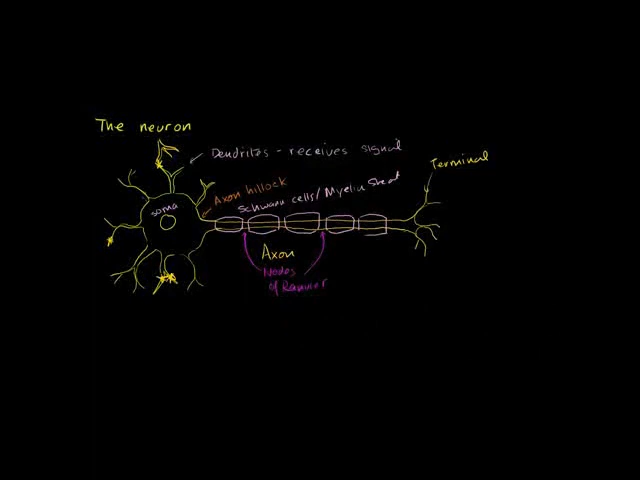 The neuron
Dendrites - receives signal
Terminal
Axon hillock
Schwann cells/Myelin Sheat
soma
Axon
Nodes
of Ranvier